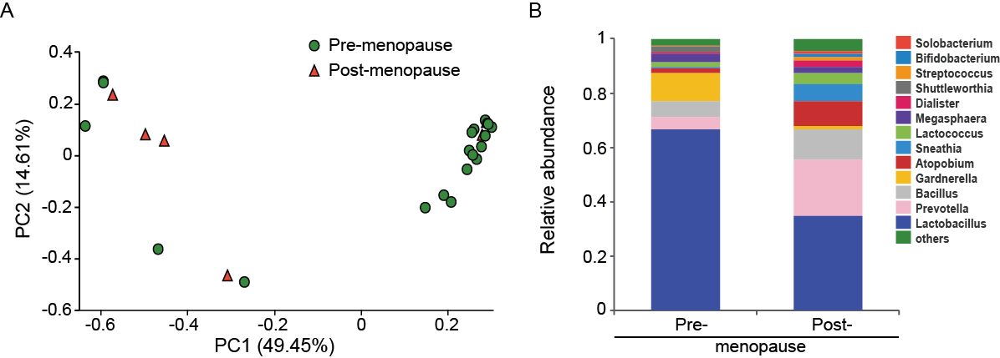 A
Pre-menopause
Post-menopause
0.4
0.2
0
-0.2
-0.4
-0.6
-0.6
-0.4
-0.2
0
0.2
PC1 (49.45%)
PC2 (14.61%)
B
Relative abundance
1
0.8
0.6
0.4
0.2
0
Pre-
Post-
menopause
Solobacterium
Bifidobacterium
Streptococcus
Shuttleworthia
Dialister
Megasphaera
Lactococcus
Sneathia
Atopobium
Gardnerella
Bacillus
Prevotella
Lactobacillus
others